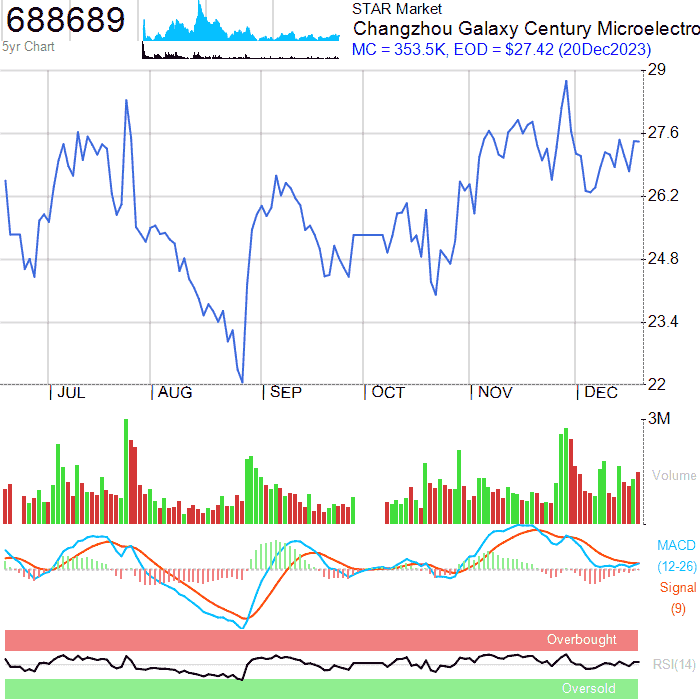 688689
5yr Chart
STAR Market
Changzhou Galaxy Century Microelectro
MC = 353.5K, EOD = $27.42 (20Dec2023)
29
27.6
26.2
24.8
23.4
22
JUL AUG SEP OCT NOV DEC
3M
Volume
MACD
(12-26)
Signal
(9)
Overbought
RSI(14)
Oversold